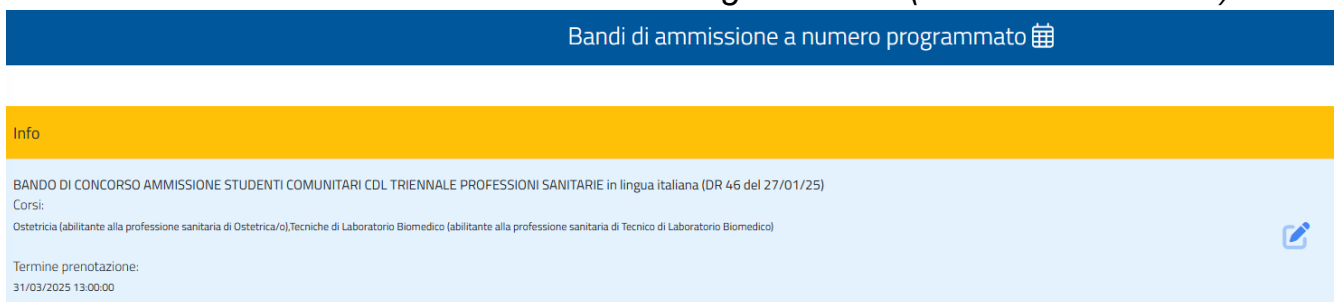 Bandi di ammissione a numero programmato
Info
BANDO DI CONCORSO AMMISSIONE STUDENTI COMUNITARI CDL TRIENNALE PROFESSIONI SANITARIE in lingua italiana (DR 46 del 27/01/25)
Corsi:
Ostetricia (abilitante alla professione sanitaria di Ostetrica/o),Tecniche di Laboratorio Biomedico (abilitante alla professione sanitaria di Tecnico di Laboratorio Biomedico)
Termine prenotazione:
31/03/2025 13:00:00